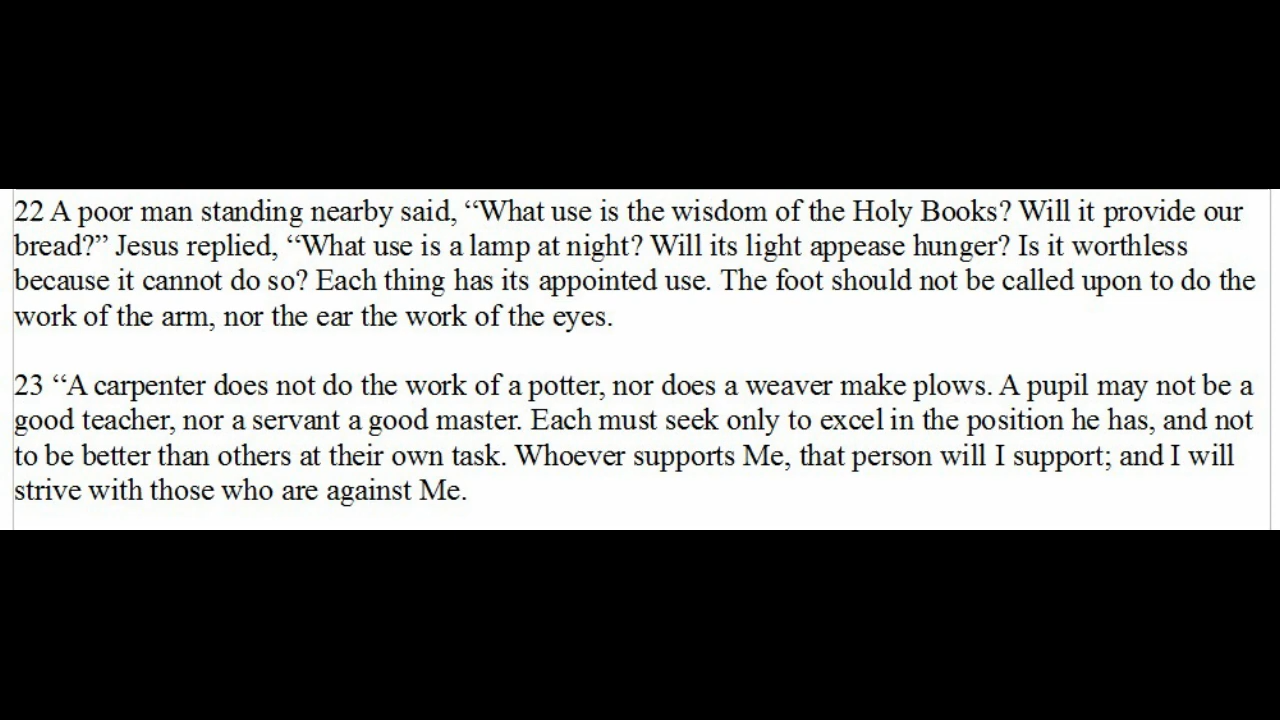 22 A poor man standing nearby said, “What use is the wisdom of the Holy Books? Will it provide our
bread?” Jesus replied, “What use is a lamp at night? Will its light appease hunger? Is it worthless
because it cannot do so? Each thing has its appointed use. The foot should not be called upon to do the
work of the arm, nor the ear the work of the eyes.
23 “A carpenter does not do the work of a potter, nor does a weaver make plows. A pupil may not be a
good teacher, nor a servant a good master. Each must seek only to excel in the position he has, and not
to be better than others at their own task. Whoever supports Me, that person will I support; and I will
strive with those who are against Me.